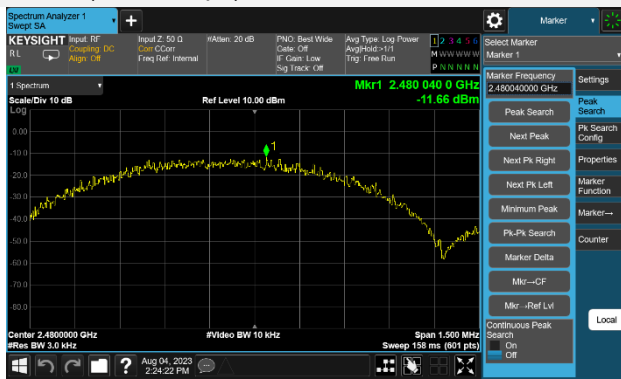 Spectrum Analyzer 1
Swept SA
+
Marker
KEYSIGHT
RL
Input: RF
Coupling: DC
Align: Off
Input Z: 50 Ω
Corr CCorr
Freq Ref: Internal
#Atten: 20 dB
PNO: Best Wide
Gate: Off
IF Gain: Low
Sig Track: Off
Avg Type: Log-Power
Avg|Hold:>1/1
Trig: Free Run
1 2 3 4 5 6
M W W W W W
P N N N N N
Select Marker
Marker 1
1 Spectrum
Mkr1 2.480 040 0 GHz
-11.66 dBm
Scale/Div 10 dB
Ref Level 10.00 dBm
Log
0.00
-10.0
-20.0
-30.0
-40.0
-50.0
-60.0
-70.0
-80.0
1
Center 2.4800000 GHz
#Res BW 3.0 kHz
#Video BW 10 kHz
Span 1.500 MHz
Sweep 158 ms (601 pts)
Marker Frequency
2.480040000 GHz
Peak Search
Next Peak
Next Pk Right
Next Pk Left
Minimum Peak
Pk-Pk Search
Marker Delta
Mkr→CF
Mkr→Ref Lvl
Continuous Peak
Search
On
Off
Settings
Peak
Search
Pk Search
Config
Properties
Marker
Function
Marker→
Counter
Local
?
Aug 04, 2023
2:24:22 PM